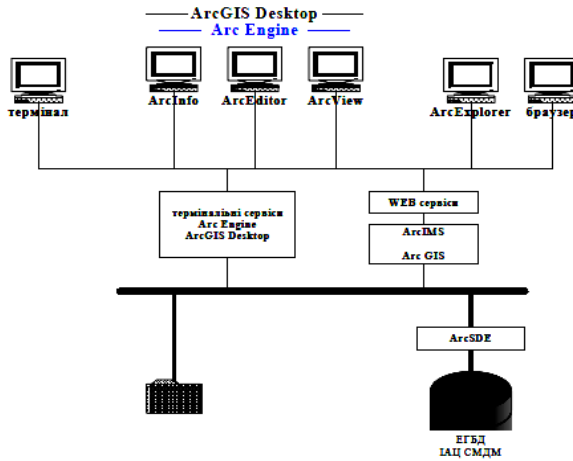 ArcGIS Desktop
Arc Engine
термінал
ArcInfo
ArcEditor
ArcView
ArcExplorer
браузер
термінальні сервіси
Arc Engine
ArcGIS Desktop
WEB сервіси
ArcIMS
Arc GIS
ArcSDE
ЕГБД
ІАЦ СМДМ